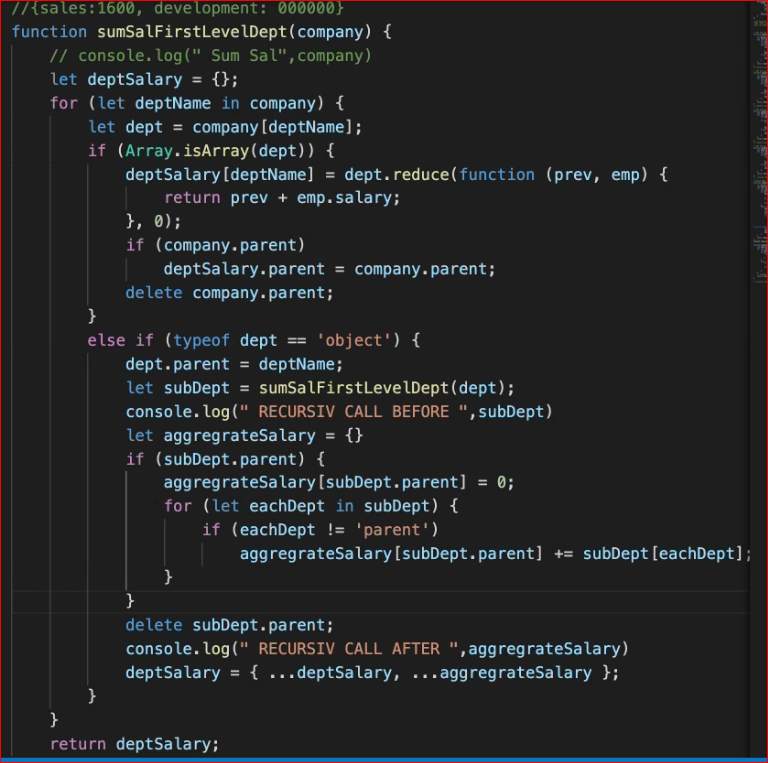 //{sales:1600, development: 000000}
function sumSalFirstLevelDept(company) {
    // console.log(" Sum Sal",company)
    let deptSalary = {};
    for (let deptName in company) {
        let dept = company[deptName];
        if (Array.isArray(dept)) {
            deptSalary[deptName] = dept.reduce(function (prev, emp) {
                return prev + emp.salary;
            }, 0);
            if (company.parent)
                deptSalary.parent = company.parent;
            delete company.parent;
        }
        else if (typeof dept == 'object') {
            dept.parent = deptName;
            let subDept = sumSalFirstLevelDept(dept);
            console.log(" RECURSIV CALL BEFORE ",subDept)
            let aggregrateSalary = {}
            if (subDept.parent) {
                aggregrateSalary[subDept.parent] = 0;
                for (let eachDept in subDept) {
                    if (eachDept != 'parent')
                        aggregrateSalary[subDept.parent] += subDept[eachDept];
                }
            }
            delete subDept.parent;
            console.log(" RECURSIV CALL AFTER ",aggregrateSalary)
            deptSalary = { ...deptSalary, ...aggregrateSalary };
        }
    }
    return deptSalary;